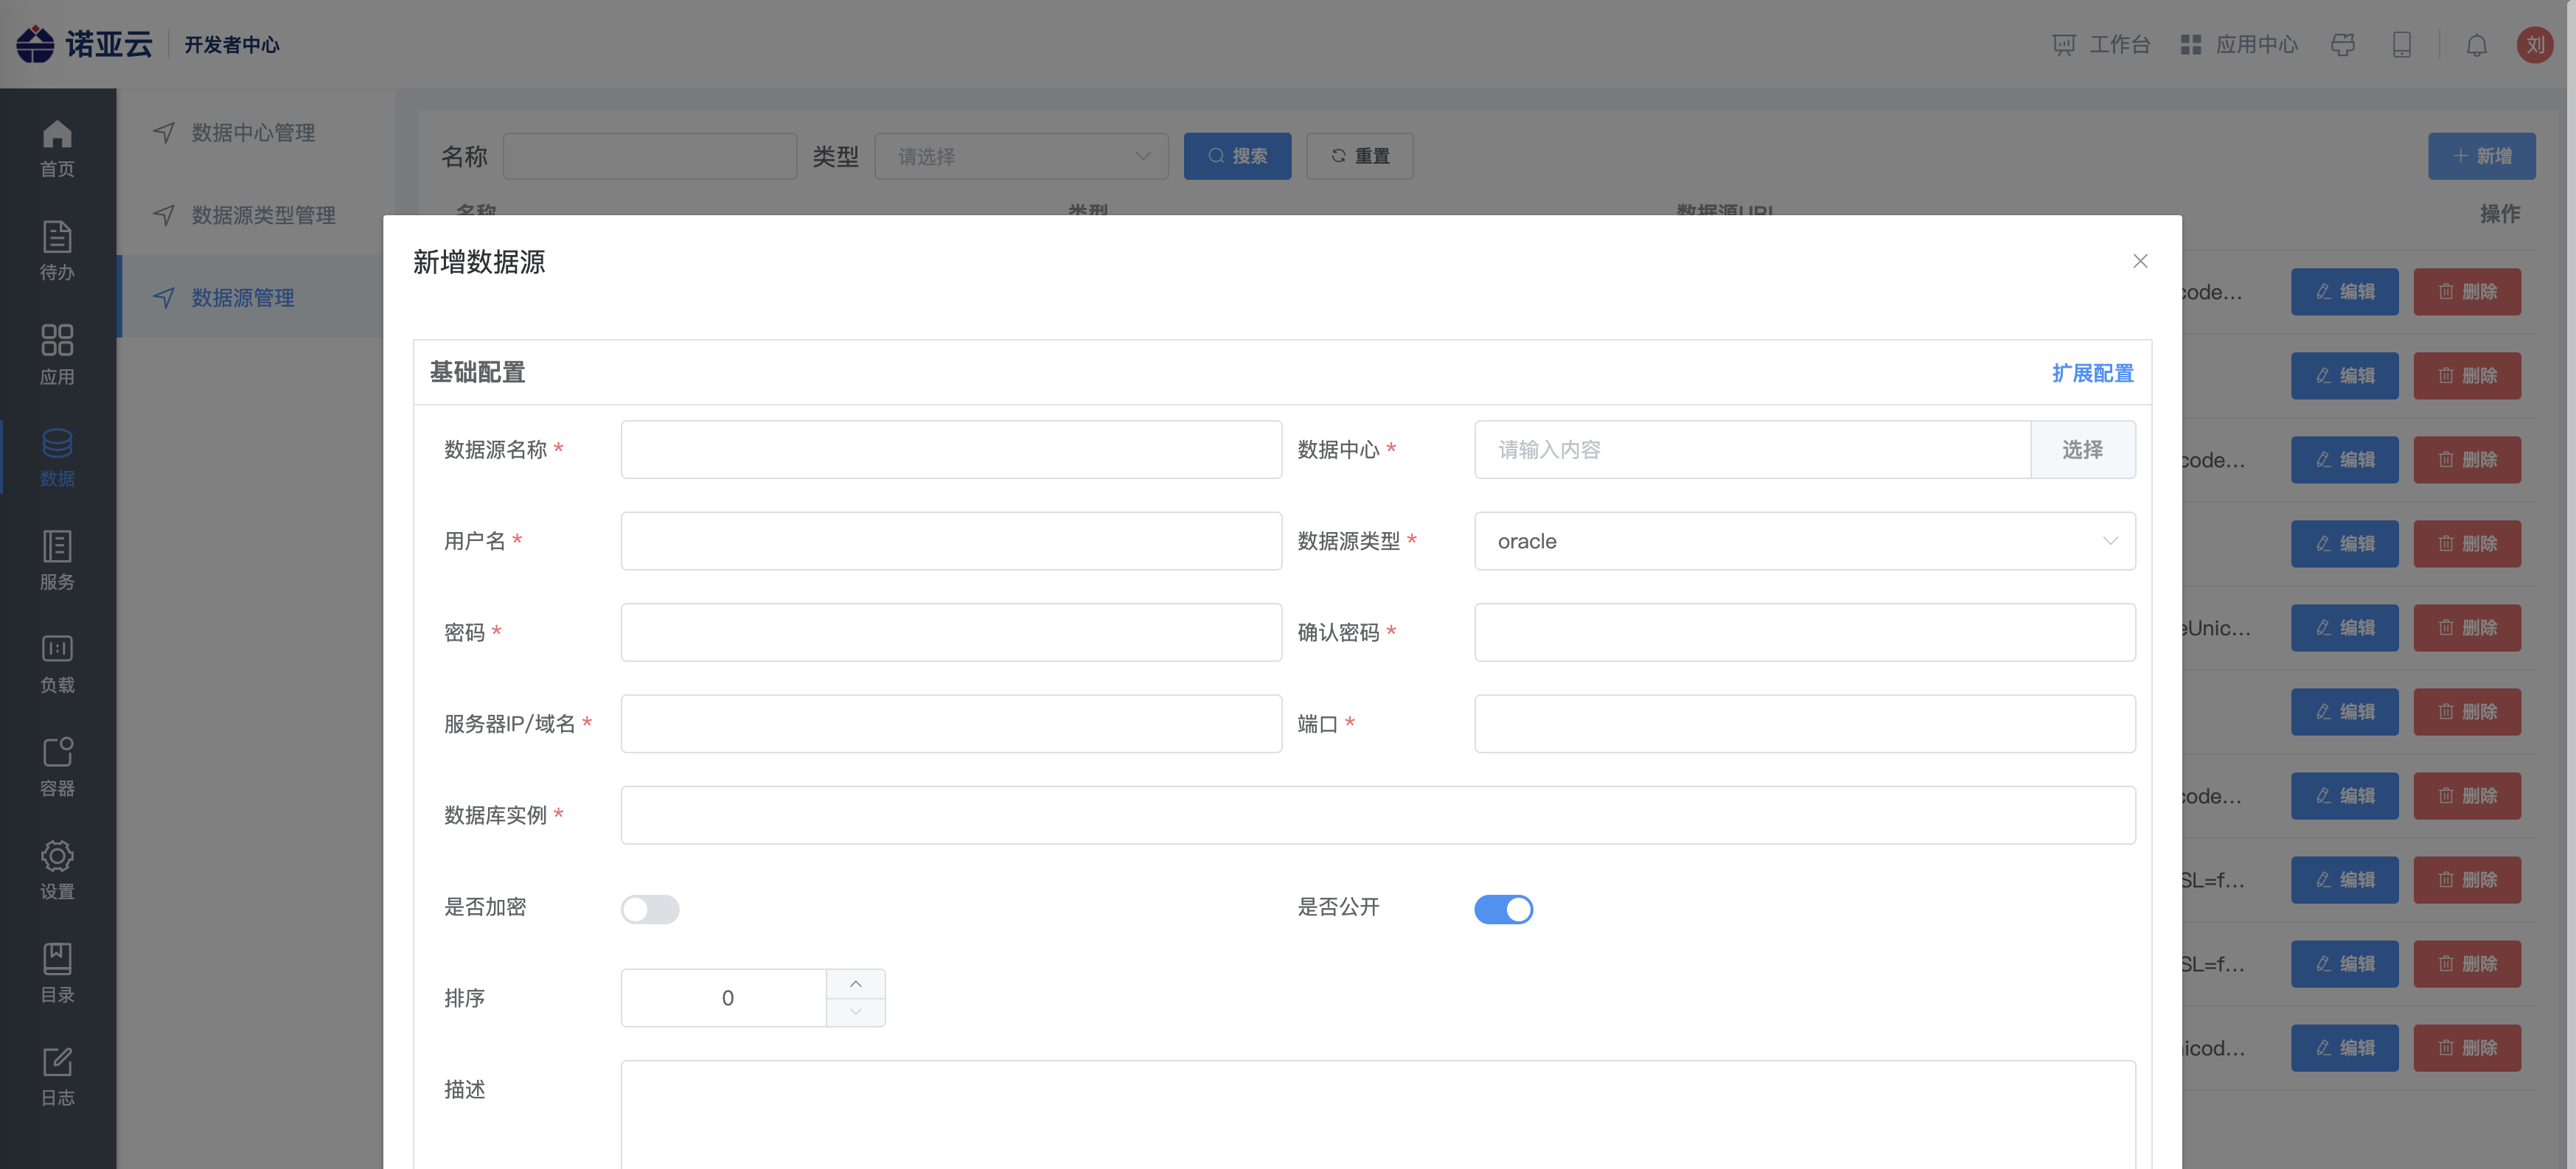 诺亚云 开发者中心 工作台 应用中心 刘
首页
待办
应用
数据
服务
负载
容器
设置
目录
日志
数据中心管理
数据源类型管理
数据源管理
名称 类型 请选择 搜索 重置 新增
名称 类型 数据源URL 操作
code... 编辑 删除
编辑 删除
code... 编辑 删除
编辑 删除
eUnic... 编辑 删除
编辑 删除
code... 编辑 删除
SL=f... 编辑 删除
SL=f... 编辑 删除
icod... 编辑 删除
新增数据源
基础配置 扩展配置
数据源名称 * 数据中心 * 请输入内容 选择
用户名 * 数据源类型 * oracle
密码 * 确认密码 *
服务器IP/域名 * 端口 *
数据库实例 *
是否加密 是否公开
排序 0
描述